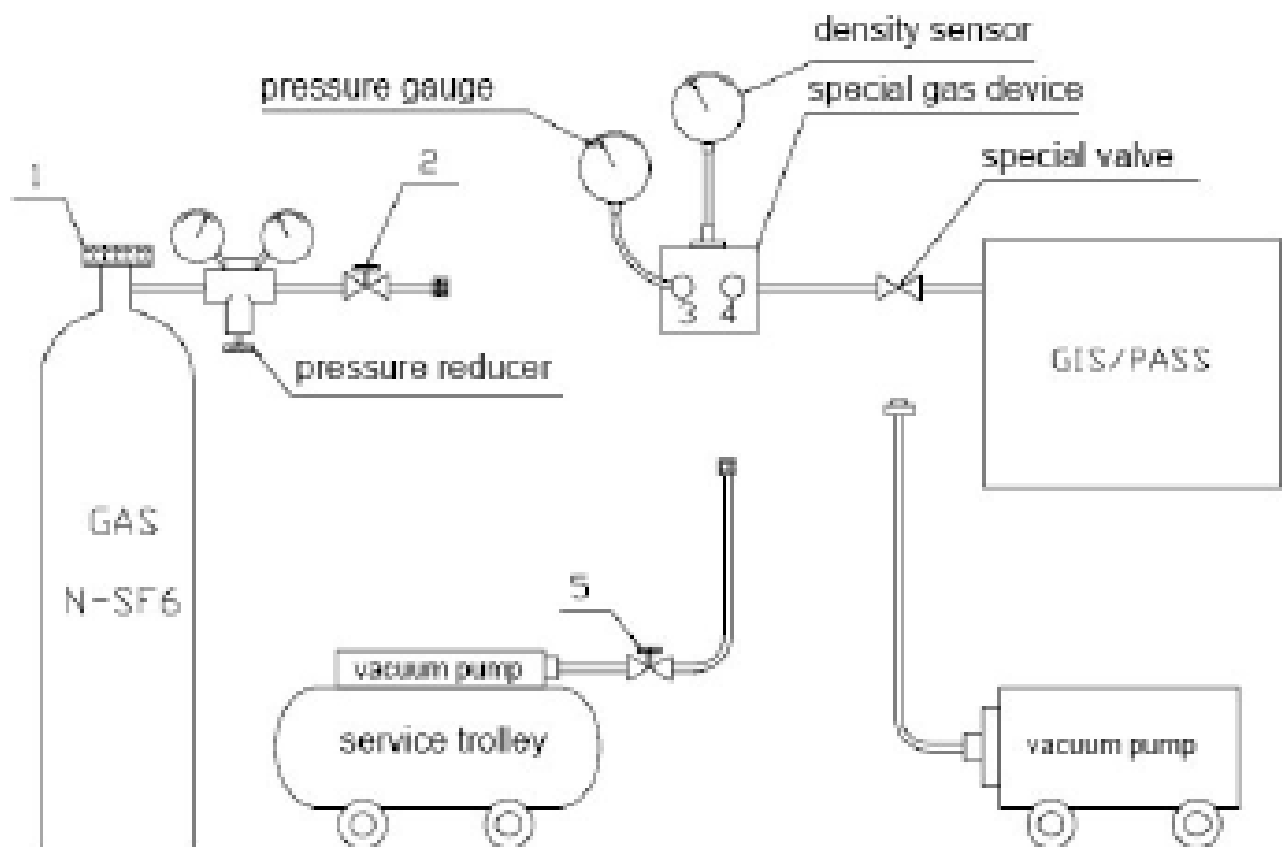 density sensor
pressure gauge
special gas device
special valve
1
2
3
4
pressure reducer
GIS/PASS
GAS
N-SF6
5
vacuum pump
service trolley
vacuum pump